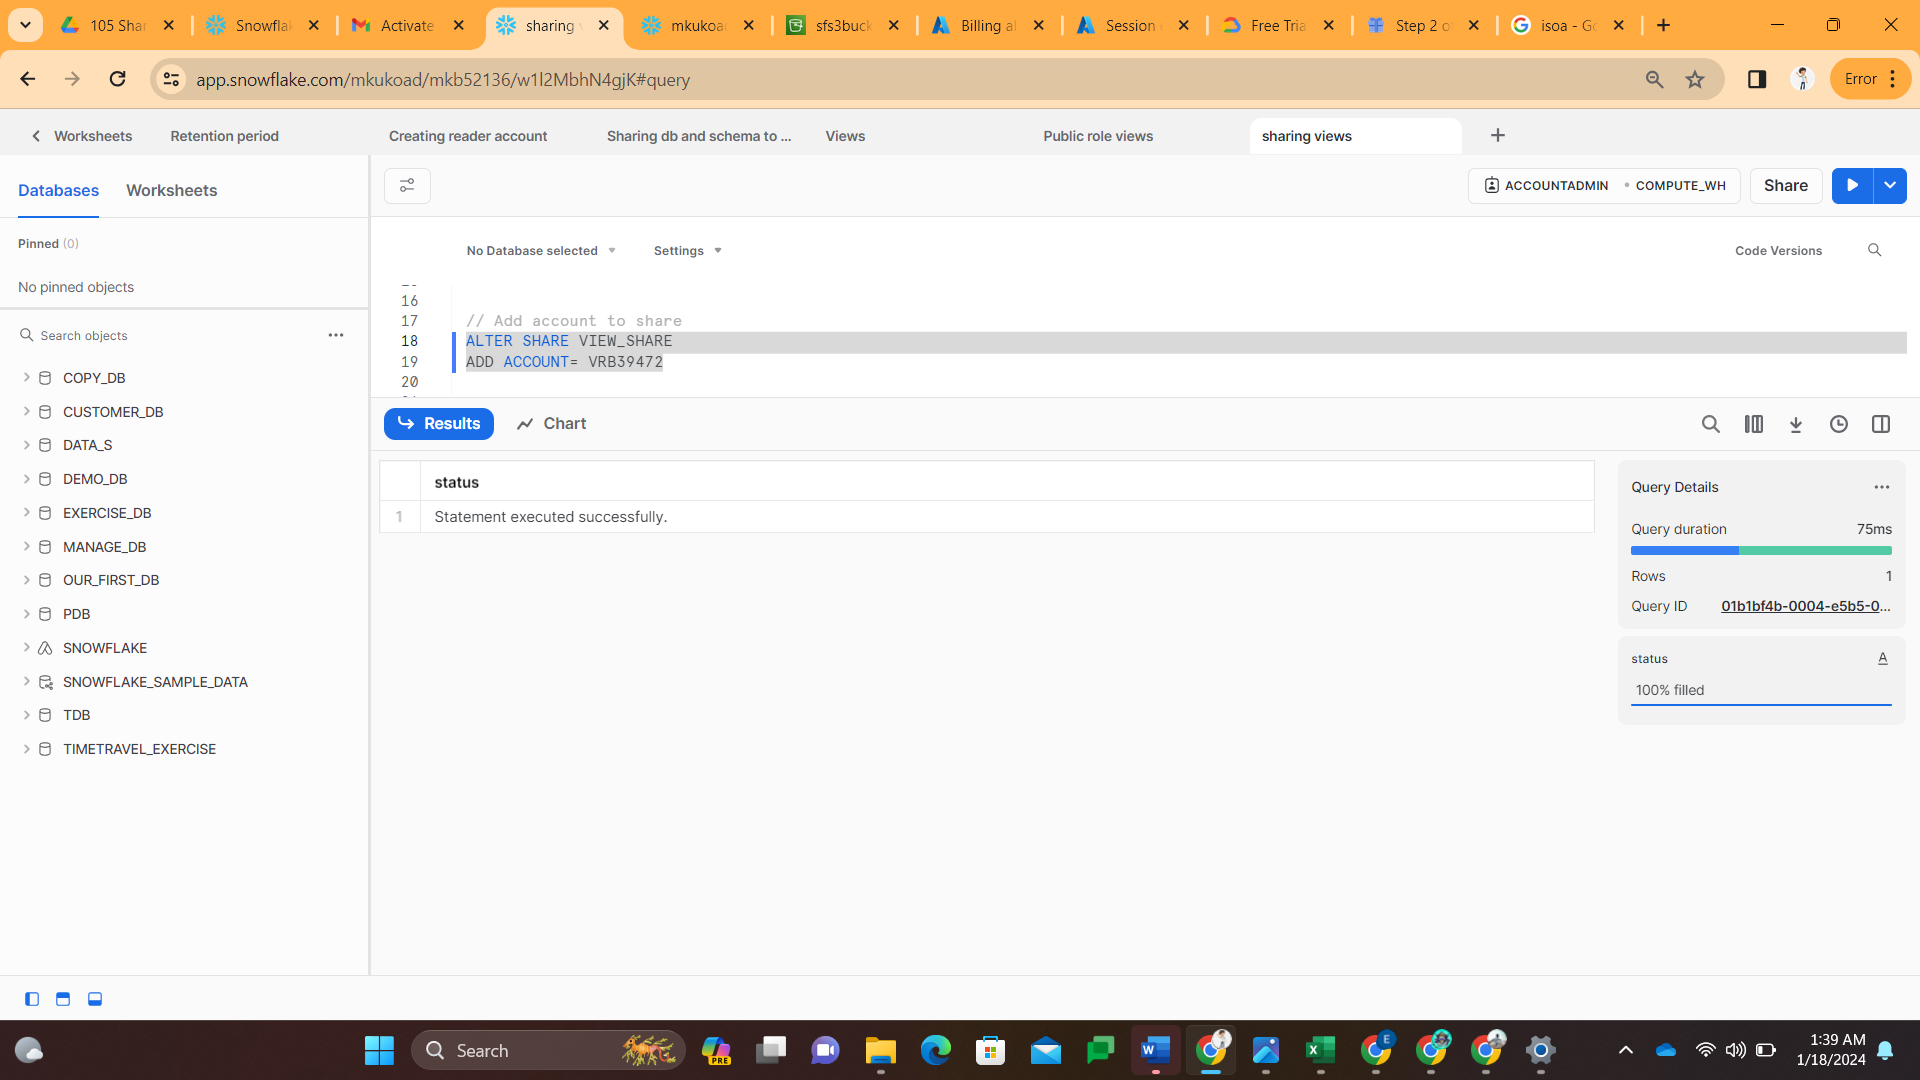 105 Shar
Snowflak
Activate
sharing v
mkukoad
sfs3buck
Billing al
Session
Free Tria
Step 2 o
isoa - Go
app.snowflake.com/mkukoad/mkb52136/w1l2MbhN4gjK#query
Error
Worksheets
Retention period
Creating reader account
Sharing db and schema to ...
Views
Public role views
sharing views
Databases
Worksheets
ACCOUNTADMIN
COMPUTE_WH
Share
Pinned (0)
No Database selected
Settings
Code Versions
No pinned objects
16
17 // Add account to share
18 ALTER SHARE VIEW_SHARE
19 ADD ACCOUNT= VRB39472
20
Search objects
COPY_DB
CUSTOMER_DB
DATA_S
DEMO_DB
EXERCISE_DB
MANAGE_DB
OUR_FIRST_DB
PDB
SNOWFLAKE
SNOWFLAKE_SAMPLE_DATA
TDB
TIMETRAVEL_EXERCISE
Results
Chart
status
1 Statement executed successfully.
Query Details
Query duration 75ms
Rows 1
Query ID 01b1bf4b-0004-e5b5-0...
status A
100% filled
Search
PRE
E
1:39 AM
1/18/2024